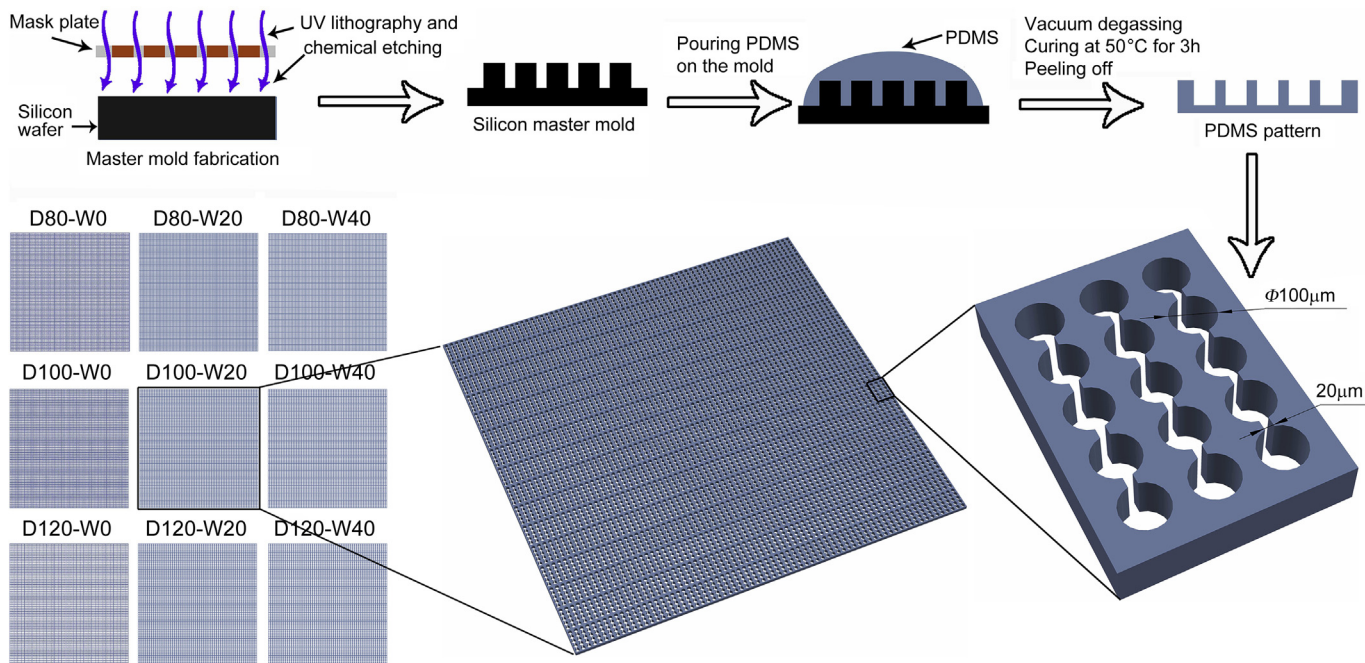 Mask plate
UV lithography and
chemical etching
Silicon
wafer
Master mold fabrication
Silicon master mold
Pouring PDMS
on the mold
PDMS
Vacuum degassing
Curing at 50°C for 3h
Peeling off
PDMS pattern
D80-W0
D80-W20
D80-W40
D100-W0
D100-W20
D100-W40
D120-W0
D120-W20
D120-W40
Φ100μm
20μm